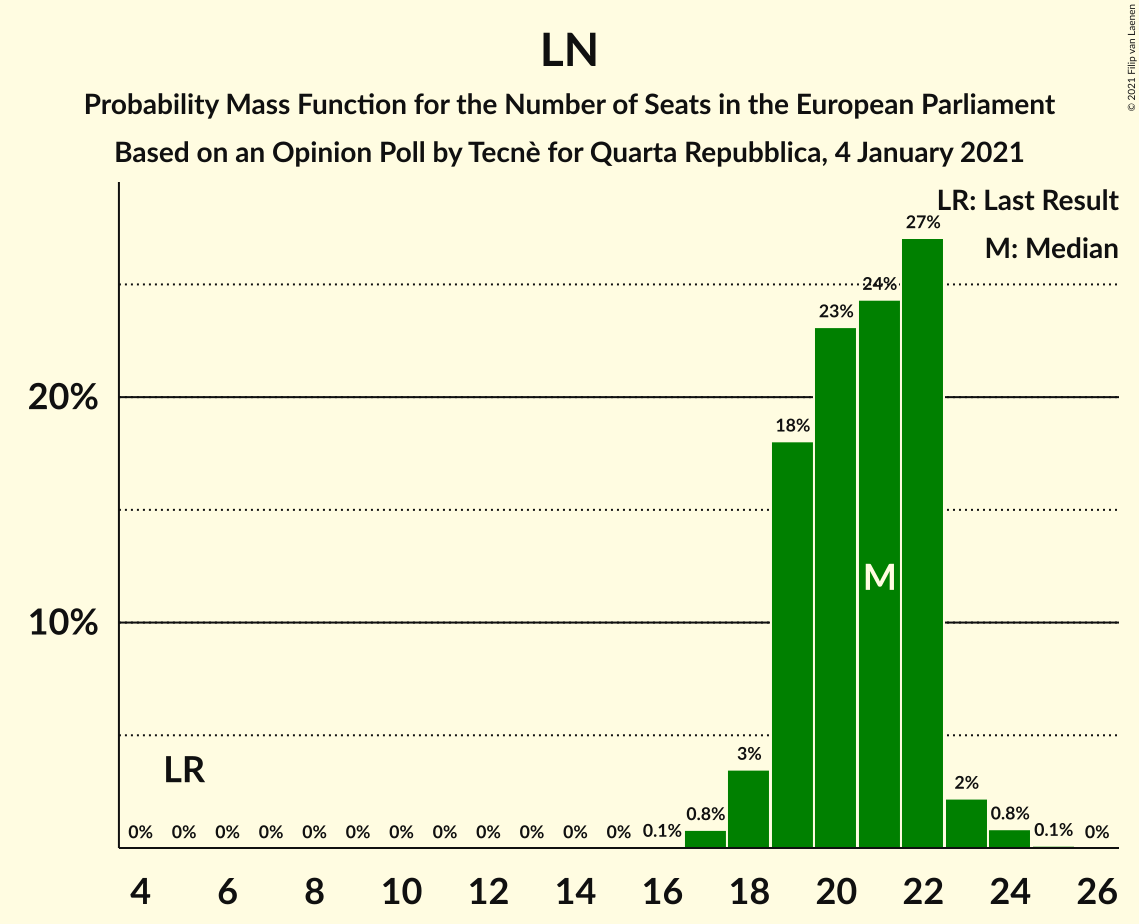 LN
Probability Mass Function for the Number of Seats in the European Parliament
Based on an Opinion Poll by Tecnè for Quarta Repubblica, 4 January 2021
© 2021 Filip van Laenen
LR: Last Result
M: Median
27%
24%
23%
20%
18%
M
10%
LR
3%
2%
0% 0% 0% 0% 0% 0% 0% 0% 0% 0% 0% 0% 0.1% 0.8% 0.8% 0.1% 0%
4 6 8 10 12 14 16 18 20 22 24 26